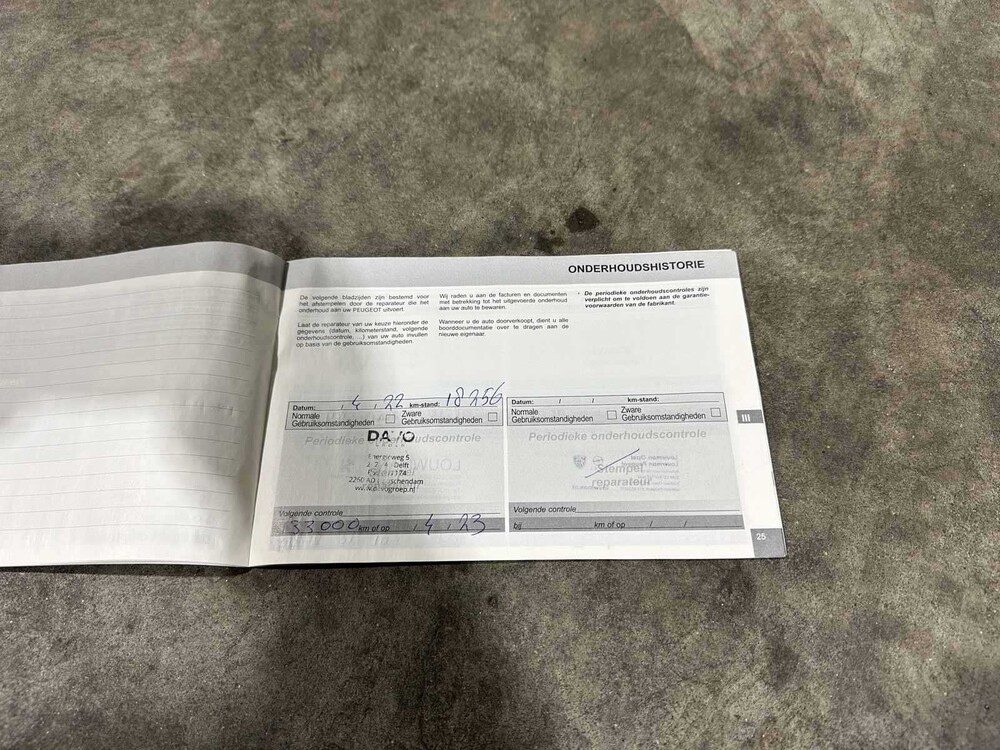 ONDERHOUDSHISTORIE
De volgende bladzijden zijn bestemd voor
het afstempelen door de reparateur die het
onderhoud aan uw PEUGEOT uitvoert.
Laat de reparateur van uw keuze hieronder de
gegevens (datum, kilometerstand, volgende
onderhoudscontrole, ...) van uw auto invullen
op basis van de gebruiksomstandigheden.
Wij raden u aan de facturen en documenten
met betrekking tot het uitgevoerde onderhoud
aan uw auto te bewaren.
Wanneer u de auto doorverkoopt, dient u alle
boorddocumentatie over te dragen aan de
nieuwe eigenaar.
* De periodieke onderhoudscontroles zijn
verplicht om te voldoen aan de garantie-
voorwaarden van de fabrikant.
Datum: / 4 / 22 km-stand: 18256
Normale
Gebruiksomstandigheden
Zware
Gebruiksomstandigheden
Periodieke onderhoudscontrole
Energieweg 5
Delft
Volgende controle
33000 km of op / 4 / 23
Datum: / / km-stand:
Normale
Gebruiksomstandigheden
Zware
Gebruiksomstandigheden
Periodieke onderhoudscontrole
Stempel
reparateur
Volgende controle
bij km of op / /
III
25